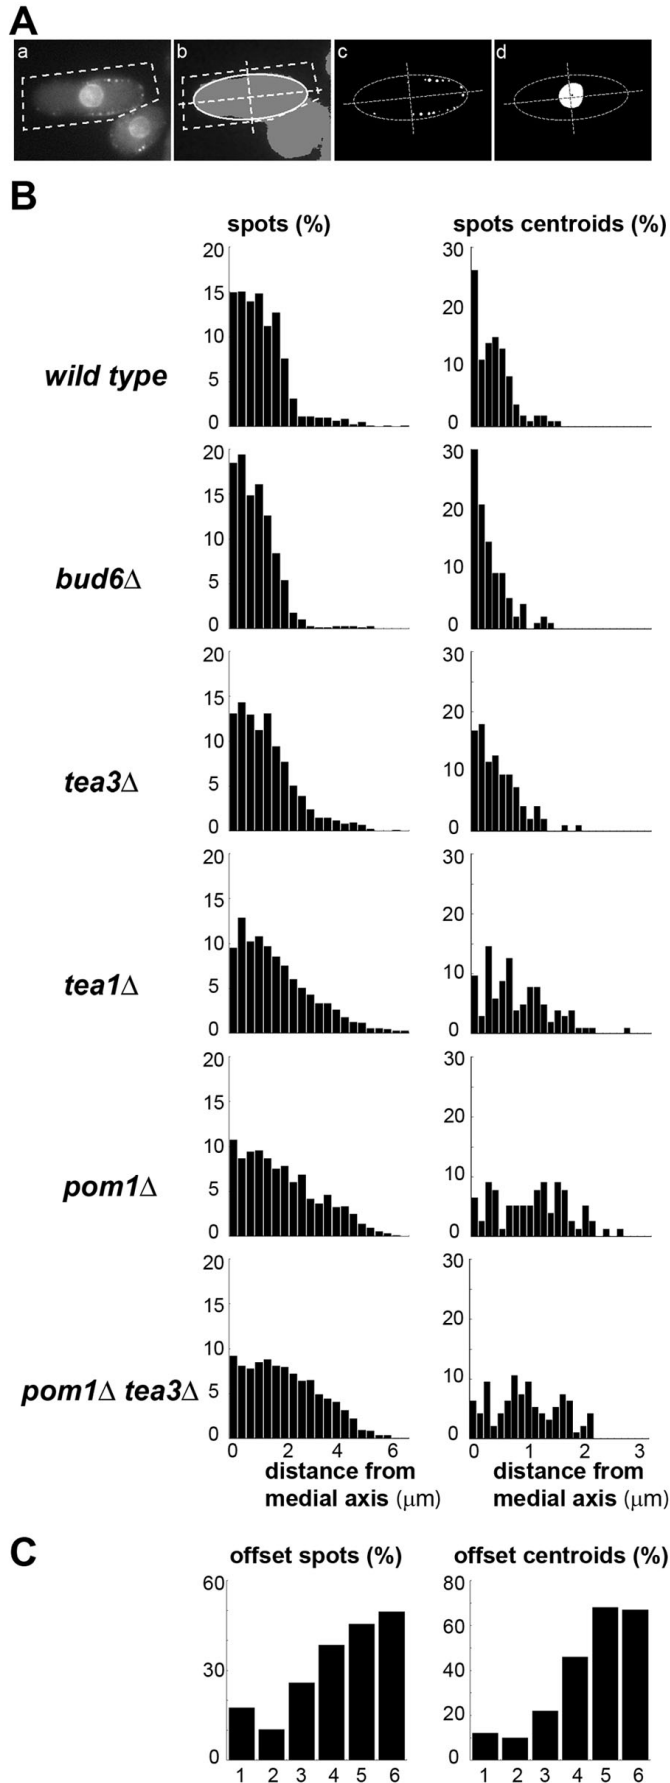 A
a b c d
B
spots (%) spots centroids (%)
20 30
15 20
10 10
5
0 0
wild type
20 30
15 20
10 10
5
0 0
bud6Δ
20 30
15 20
10 10
5
0 0
tea3Δ
20 30
15 20
10 10
5
0 0
tea1Δ
20 30
15 20
10 10
5
0 0
pom1Δ
20 30
15 20
10 10
5
0 0
pom1Δ tea3Δ
0 2 4 6 0 1 2 3
distance from distance from
medial axis (μm) medial axis (μm)
C
offset spots (%) offset centroids (%)
60 80
30 60
0 40
20
0
1 2 3 4 5 6 1 2 3 4 5 6